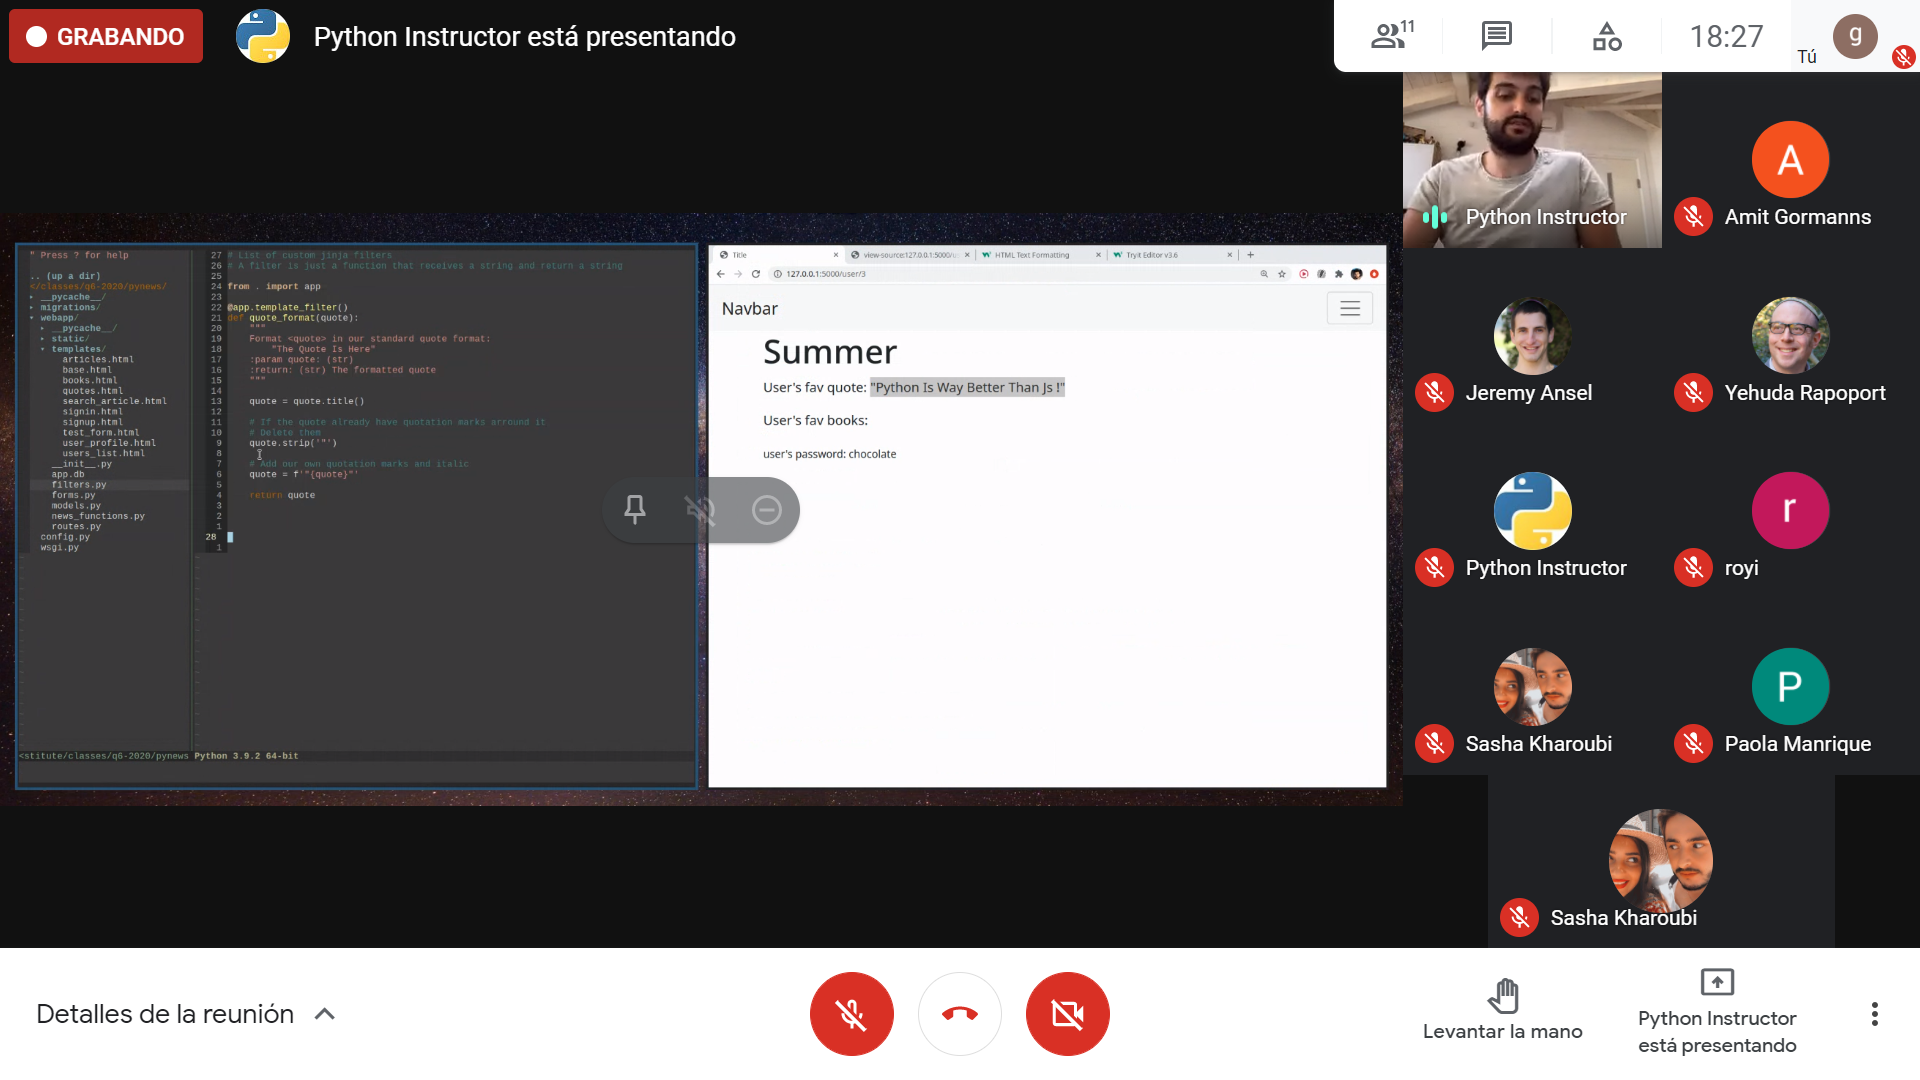 GRABANDO
Python Instructor está presentando
11
18:27
Tú
g
" Press ? for help
.. (up a dir)
</classes/q6-2020/pynews/
▸ __pycache__/
▸ migrations/
▾ webapp/
▸ __pycache__/
▸ static/
▾ templates/
articles.html
base.html
books.html
quotes.html
search_article.html
signin.html
signup.html
test_form.html
user_profile.html
users_list.html
__init__.py
app.db
filters.py
forms.py
models.py
news_functions.py
routes.py
config.py
wsgi.py
<stitute/classes/q6-2020/pynews Python 3.9.2 64-bit
27 # List of custom jinja filters
26 # A filter is just a function that receives a string and return a string
25
24 from . import app
23
22 @app.template_filter()
21 def quote_format(quote):
20 """
19 Format <quote> in our standard quote format:
18 "The Quote Is Here"
17 :param quote: (str)
16 :return: (str) The formatted quote
15 """
14
13 quote = quote.title()
12
11 # If the quote already have quotation marks arround it.
10 # Delete them
9 quote.strip('"')
8
7 # Add our own quotation marks and italic
6 quote = f'"{quote}"'
5
4 return quote
3
2
1
28
1
Title
view-source:127.0.0.1:5000/u
HTML Text Formatting
Tryit Editor v3.6
127.0.0.1:5000/user/3
Navbar
Summer
User's fav quote: "Python Is Way Better Than Js !"
User's fav books:
user's password: chocolate
Python Instructor
A
Amit Gormanns
Jeremy Ansel
Yehuda Rapoport
Python Instructor
r
royi
Sasha Kharoubi
P
Paola Manrique
Sasha Kharoubi
Detalles de la reunión
Levantar la mano
Python Instructor
está presentando